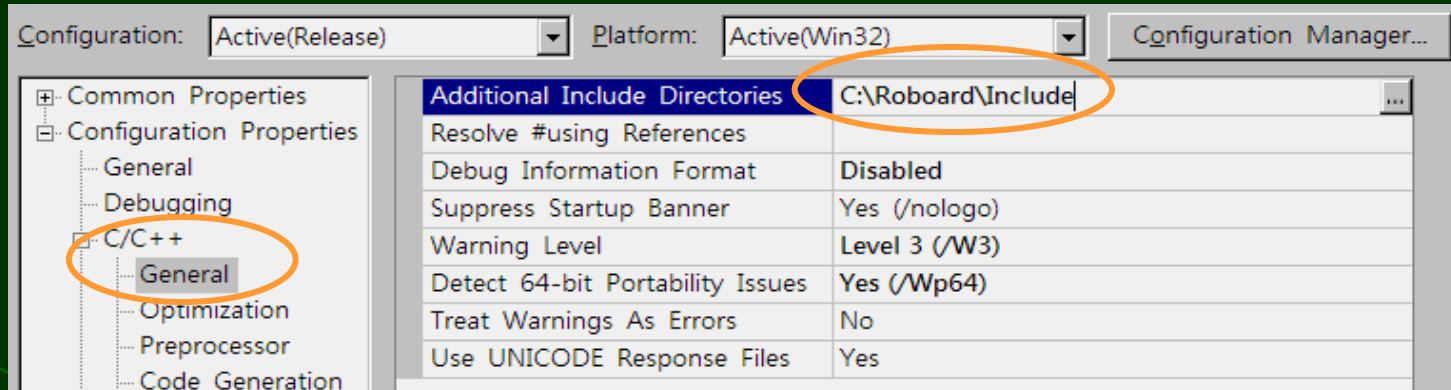 Configuration: Active(Release) Platform: Active(Win32) Configuration Manager...
Common Properties
Configuration Properties
General
Debugging
C/C++
General
Optimization
Preprocessor
Code Generation
Additional Include Directories C:\Roboard\Include ...
Resolve #using References
Debug Information Format Disabled
Suppress Startup Banner Yes (/nologo)
Warning Level Level 3 (/W3)
Detect 64-bit Portability Issues Yes (/Wp64)
Treat Warnings As Errors No
Use UNICODE Response Files Yes